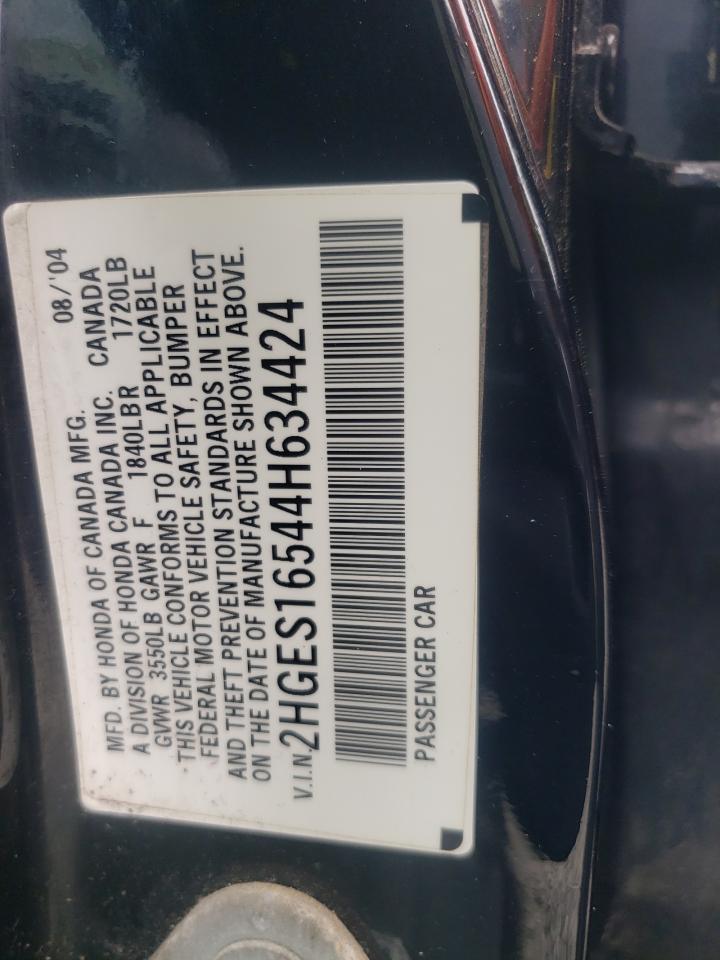 MFD. BY HONDA OF CANADA MFG. 08/'04
A DIVISION OF HONDA CANADA INC. CANADA
GVWR 3550LB GAWR F 1840LBR 1720LB
THIS VEHICLE CONFORMS TO ALL APPLICABLE
FEDERAL MOTOR VEHICLE SAFETY, BUMPER
AND THEFT PREVENTION STANDARDS IN EFFECT
ON THE DATE OF MANUFACTURE SHOWN ABOVE.
V.I.N. 2HGES16544H634424
PASSENGER CAR